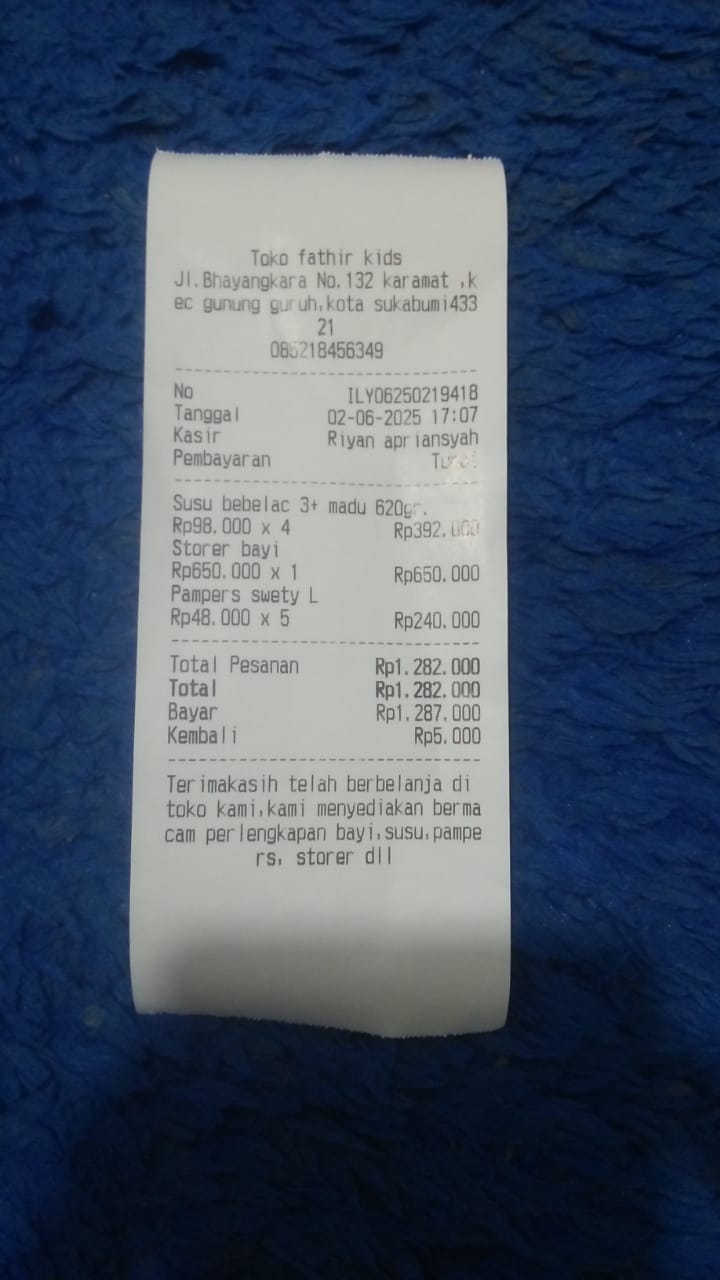 Toko fathir kids
Jl.Bhayangkara No.132 karamat ,k
ec gunung guruh,kota sukabumi433
21
085218456349
No ILY06250219418
Tanggal 02-06-2025 17:07
Kasir Riyan apriansyah
Pembayaran
Susu bebelac 3+ madu 620gr.
Rp98.000 x 4 Rp392.000
Storer bayi
Rp650.000 x 1 Rp650.000
Pampers swety L
Rp48.000 x 5 Rp240.000
Total Pesanan Rp1.282.000
Total Rp1.282.000
Bayar Rp1.287.000
Kembali Rp5.000
Terimakasih telah berbelanja di
toko kami,kami menyediakan berma
cam perlengkapan bayi,susu,pampe
rs, storer dll